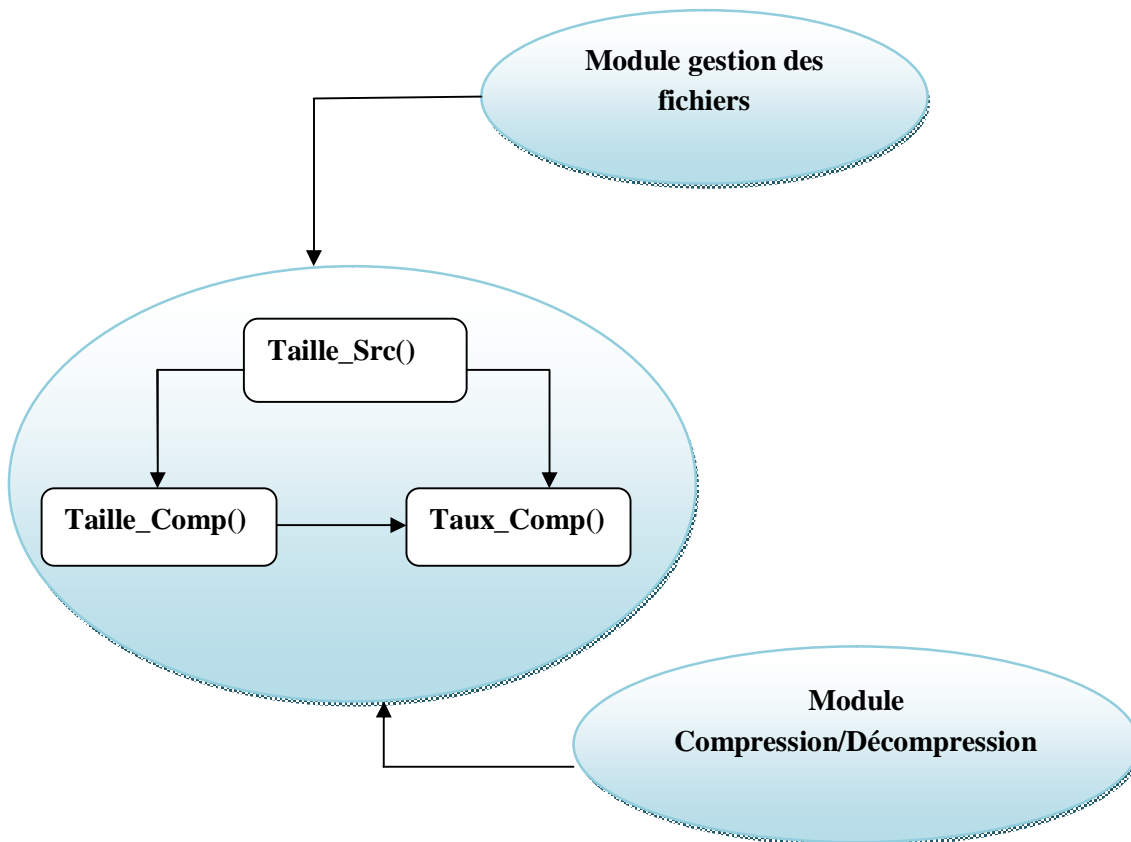 Module gestion des
fichiers
Taille_Src()
Taille_Comp()
Taux_Comp()
Module
Compression/Décompression